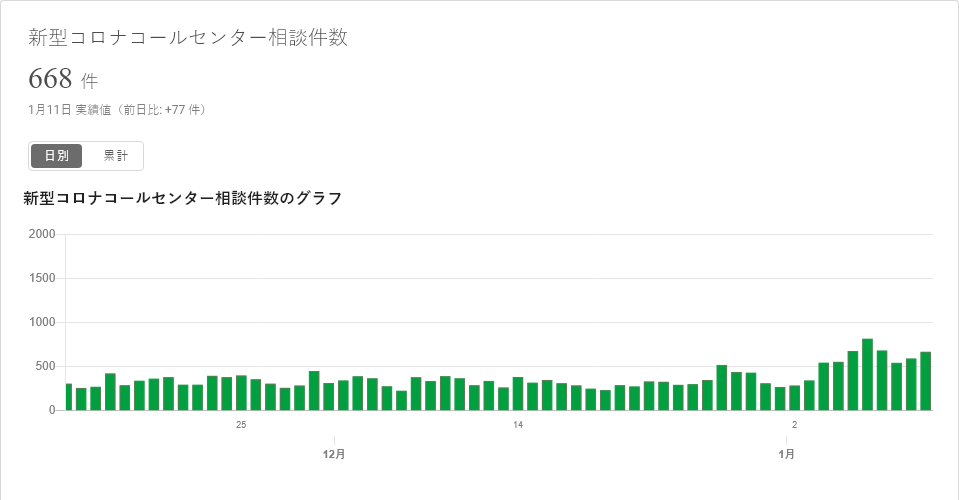 新型コロナコールセンター相談件数
668 件
1月11日 実績値（前日比: +77 件）
日別 累計
新型コロナコールセンター相談件数のグラフ
2000
1500
1000
500
0
25 14 2
12月 1月